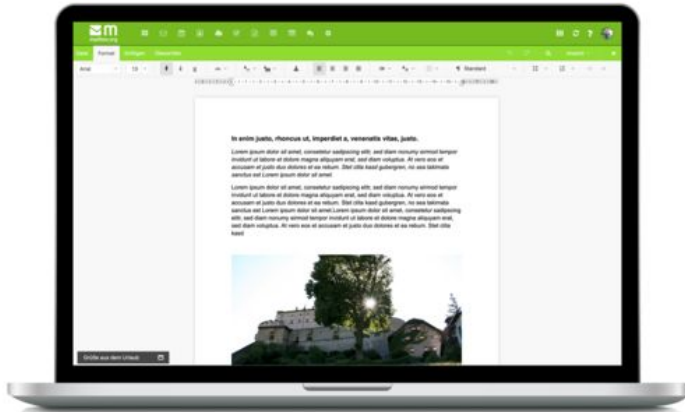 mailbox.org
Datei Format Einfügen Überprüfen Ansicht
Arial 13 Standard
In enim justo, rhoncus ut, imperdiet a, venenatis vitae, justo.
Lorem ipsum dolor sit amet, consetetur sadipscing elitr, sed diam nonumy eirmod tempor
invidunt ut labore et dolore magna aliquyam erat, sed diam voluptua. At vero eos et
accusam et justo duo dolores et ea rebum. Stet clita kasd gubergren, no sea takimata
sanctus est Lorem ipsum dolor sit amet
Lorem ipsum dolor sit amet, consetetur sadipscing elitr, sed diam nonumy eirmod tempor
invidunt ut labore et dolore magna aliquyam erat, sed diam voluptua. At vero eos et
accusam et justo duo dolores et ea rebum. Stet clita kasd gubergren, no sea takimata
sanctus est Lorem ipsum dolor sit amet.Lorem ipsum dolor sit amet, consetetur sadipscing
elitr, sed diam nonumy eirmod tempor invidunt ut labore et dolore magna aliquyam erat,
sed diam voluptua. At vero eos et accusam et justo duo dolores et ea rebum. Stet clita
kasd
Grüße aus dem Urlaub